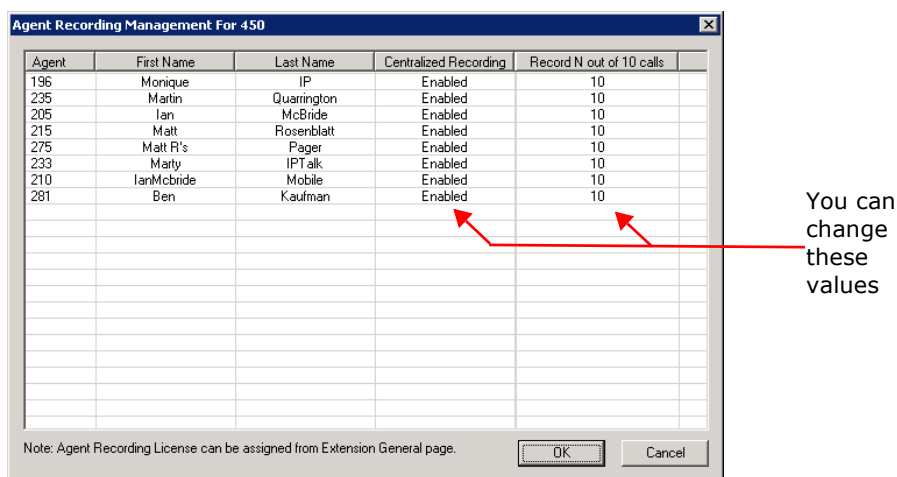 Agent Recording Management For 450
Agent First Name Last Name Centralized Recording Record N out of 10 calls
196 Monique IP Enabled 10
235 Martin Quarrington Enabled 10
205 Ian McBride Enabled 10
215 Matt Rosenblatt Enabled 10
275 Matt R's Pager Enabled 10
233 Marty IPTalk Enabled 10
210 IanMcbride Mobile Enabled 10
281 Ben Kaufman Enabled 10
You can
change
these
values
Note: Agent Recording License can be assigned from Extension General page.
OK Cancel